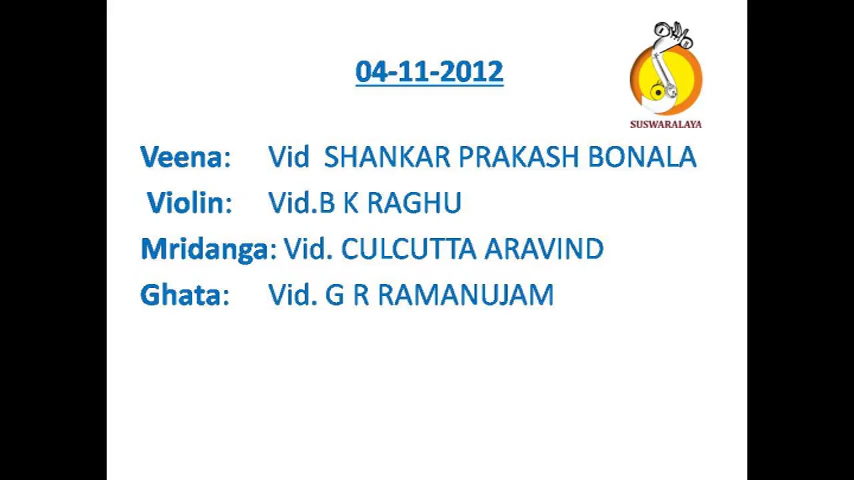 04-11-2012
SUSWARALAYA
Veena: Vid SHANKAR PRAKASH BONALA
Violin: Vid.B K RAGHU
Mridanga: Vid. CULCUTTA ARAVIND
Ghata: Vid. G R RAMANUJAM